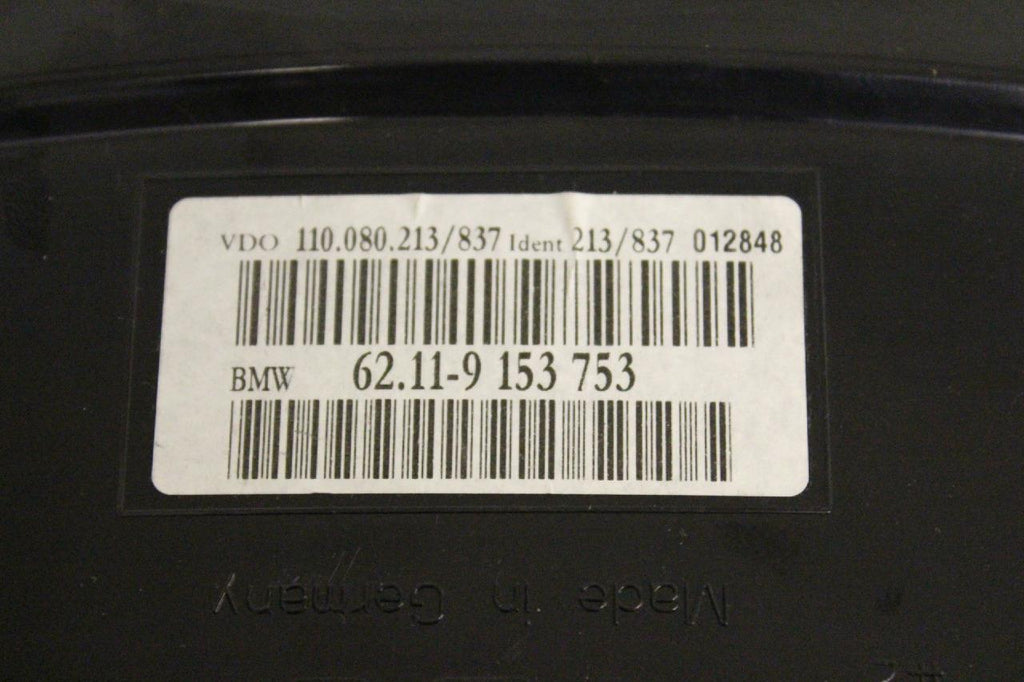 VDO 110.080.213/837 Ident 213/837 012848
BMW 62.11-9 153 753
Made in Germany